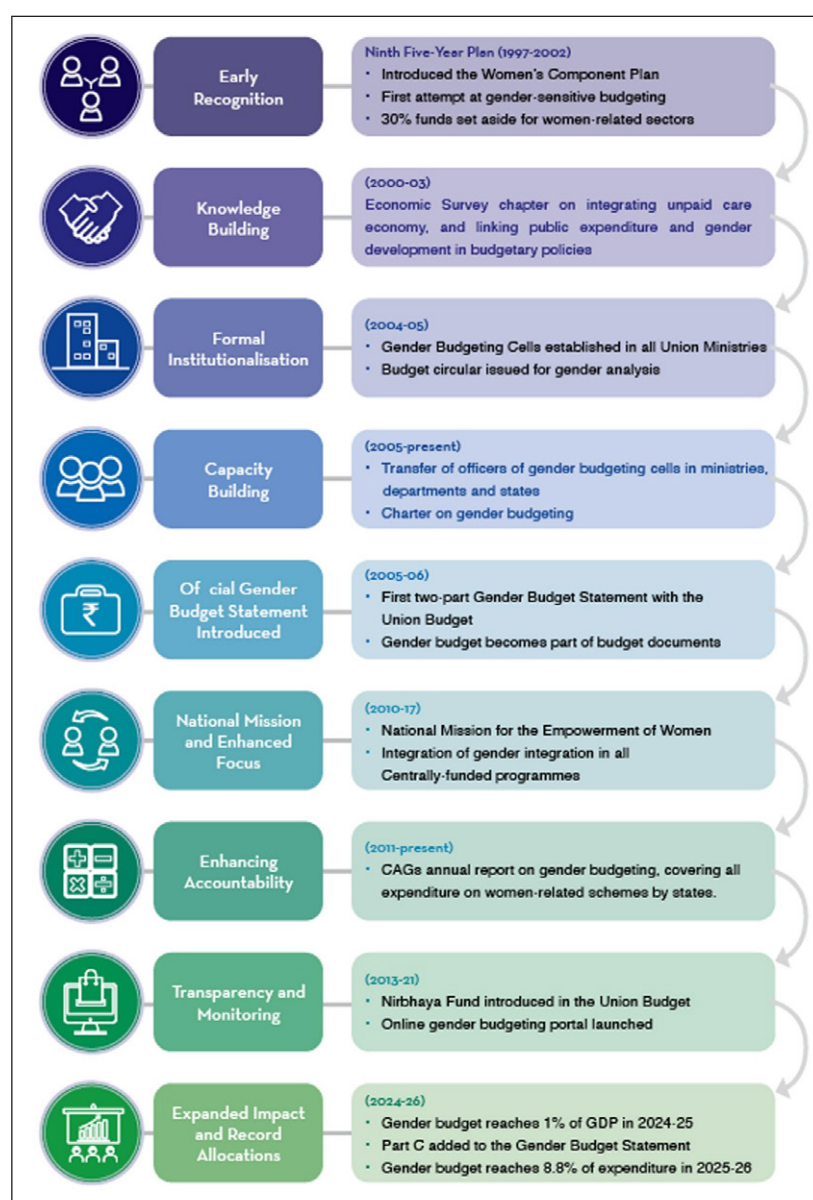 Early
Recognition
Ninth Five-Year Plan (1997-2002)
• Introduced the Women's Component Plan
• First attempt at gender-sensitive budgeting
• 30% funds set aside for women-related sectors
Knowledge
Building
(2000-03)
Economic Survey chapter on integrating unpaid care
economy, and linking public expenditure and gender
development in budgetary policies
Formal
Institutionalisation
(2004-05)
• Gender Budgeting Cells established in all Union Ministries
• Budget circular issued for gender analysis
Capacity
Building
(2005-present)
• Transfer of officers of gender budgeting cells in ministries,
departments and states
• Charter on gender budgeting
₹
Of cial Gender
Budget Statement
Introduced
(2005-06)
• First two-part Gender Budget Statement with the
Union Budget
• Gender budget becomes part of budget documents
National Mission
and Enhanced
Focus
(2010-17)
• National Mission for the Empowerment of Women
• Integration of gender integration in all
Centrally-funded programmes
Enhancing
Accountability
(2011-present)
• CAGs annual report on gender budgeting, covering all
expenditure on women-related schemes by states.
Transparency and
Monitoring
(2013-21)
• Nirbhaya Fund introduced in the Union Budget
• Online gender budgeting portal launched
Expanded Impact
and Record
Allocations
(2024-26)
• Gender budget reaches 1% of GDP in 2024-25
• Part C added to the Gender Budget Statement
• Gender budget reaches 8.8% of expenditure in 2025-26